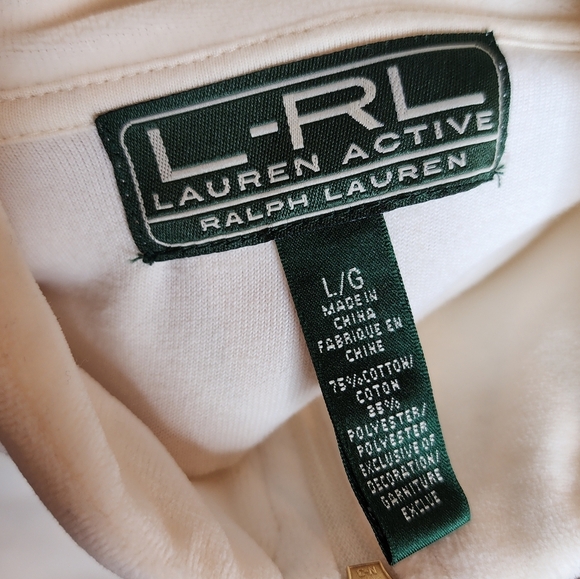 L-RL
LAUREN ACTIVE
RALPH LAUREN
L/G
MADE IN
CHINA
FABRIQUE EN
CHINE
75%COTTON/
COTON
25%
POLYESTER/
POLYESTER
EXCLUSIVE OF
DECORATION/
GARNITURE
EXCLUE